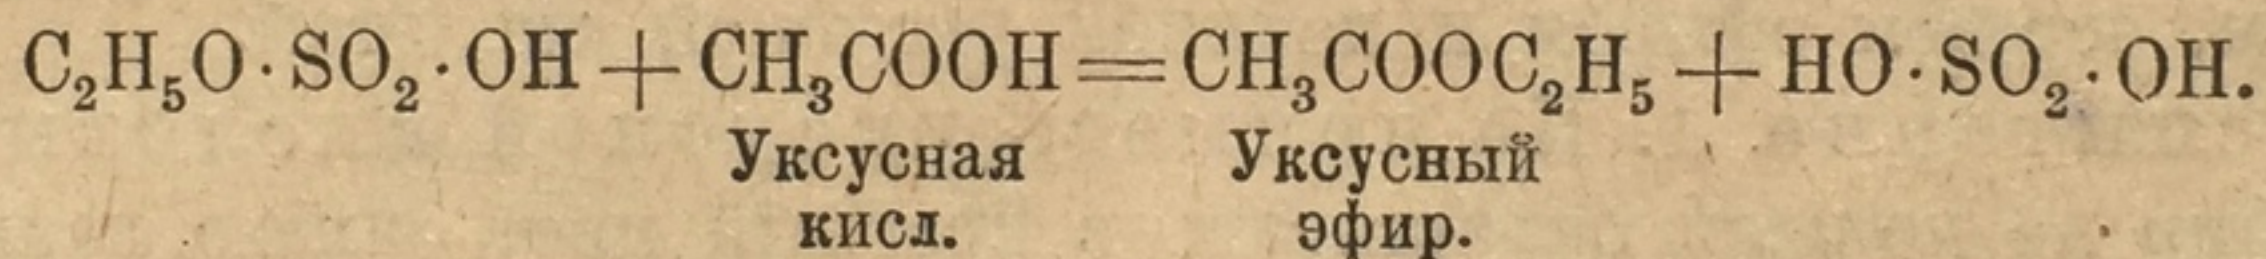 C₂H₅O·SO₂·OH+CH₃COOH=CH₃COOC₂H₅+HO·SO₂·OH.
Уксусная Уксусный
кисл. эфир.